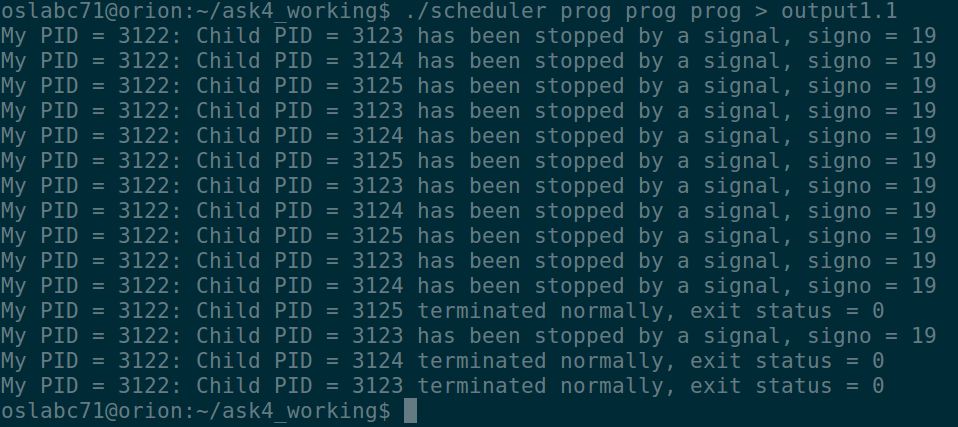 oslabc71@orion:~/ask4_working$ ./scheduler prog prog prog > output1.1
My PID = 3122: Child PID = 3123 has been stopped by a signal, signo = 19
My PID = 3122: Child PID = 3124 has been stopped by a signal, signo = 19
My PID = 3122: Child PID = 3125 has been stopped by a signal, signo = 19
My PID = 3122: Child PID = 3123 has been stopped by a signal, signo = 19
My PID = 3122: Child PID = 3124 has been stopped by a signal, signo = 19
My PID = 3122: Child PID = 3125 has been stopped by a signal, signo = 19
My PID = 3122: Child PID = 3123 has been stopped by a signal, signo = 19
My PID = 3122: Child PID = 3124 has been stopped by a signal, signo = 19
My PID = 3122: Child PID = 3125 has been stopped by a signal, signo = 19
My PID = 3122: Child PID = 3123 has been stopped by a signal, signo = 19
My PID = 3122: Child PID = 3124 has been stopped by a signal, signo = 19
My PID = 3122: Child PID = 3125 terminated normally, exit status = 0
My PID = 3122: Child PID = 3123 has been stopped by a signal, signo = 19
My PID = 3122: Child PID = 3124 terminated normally, exit status = 0
My PID = 3122: Child PID = 3123 terminated normally, exit status = 0
oslabc71@orion:~/ask4_working$